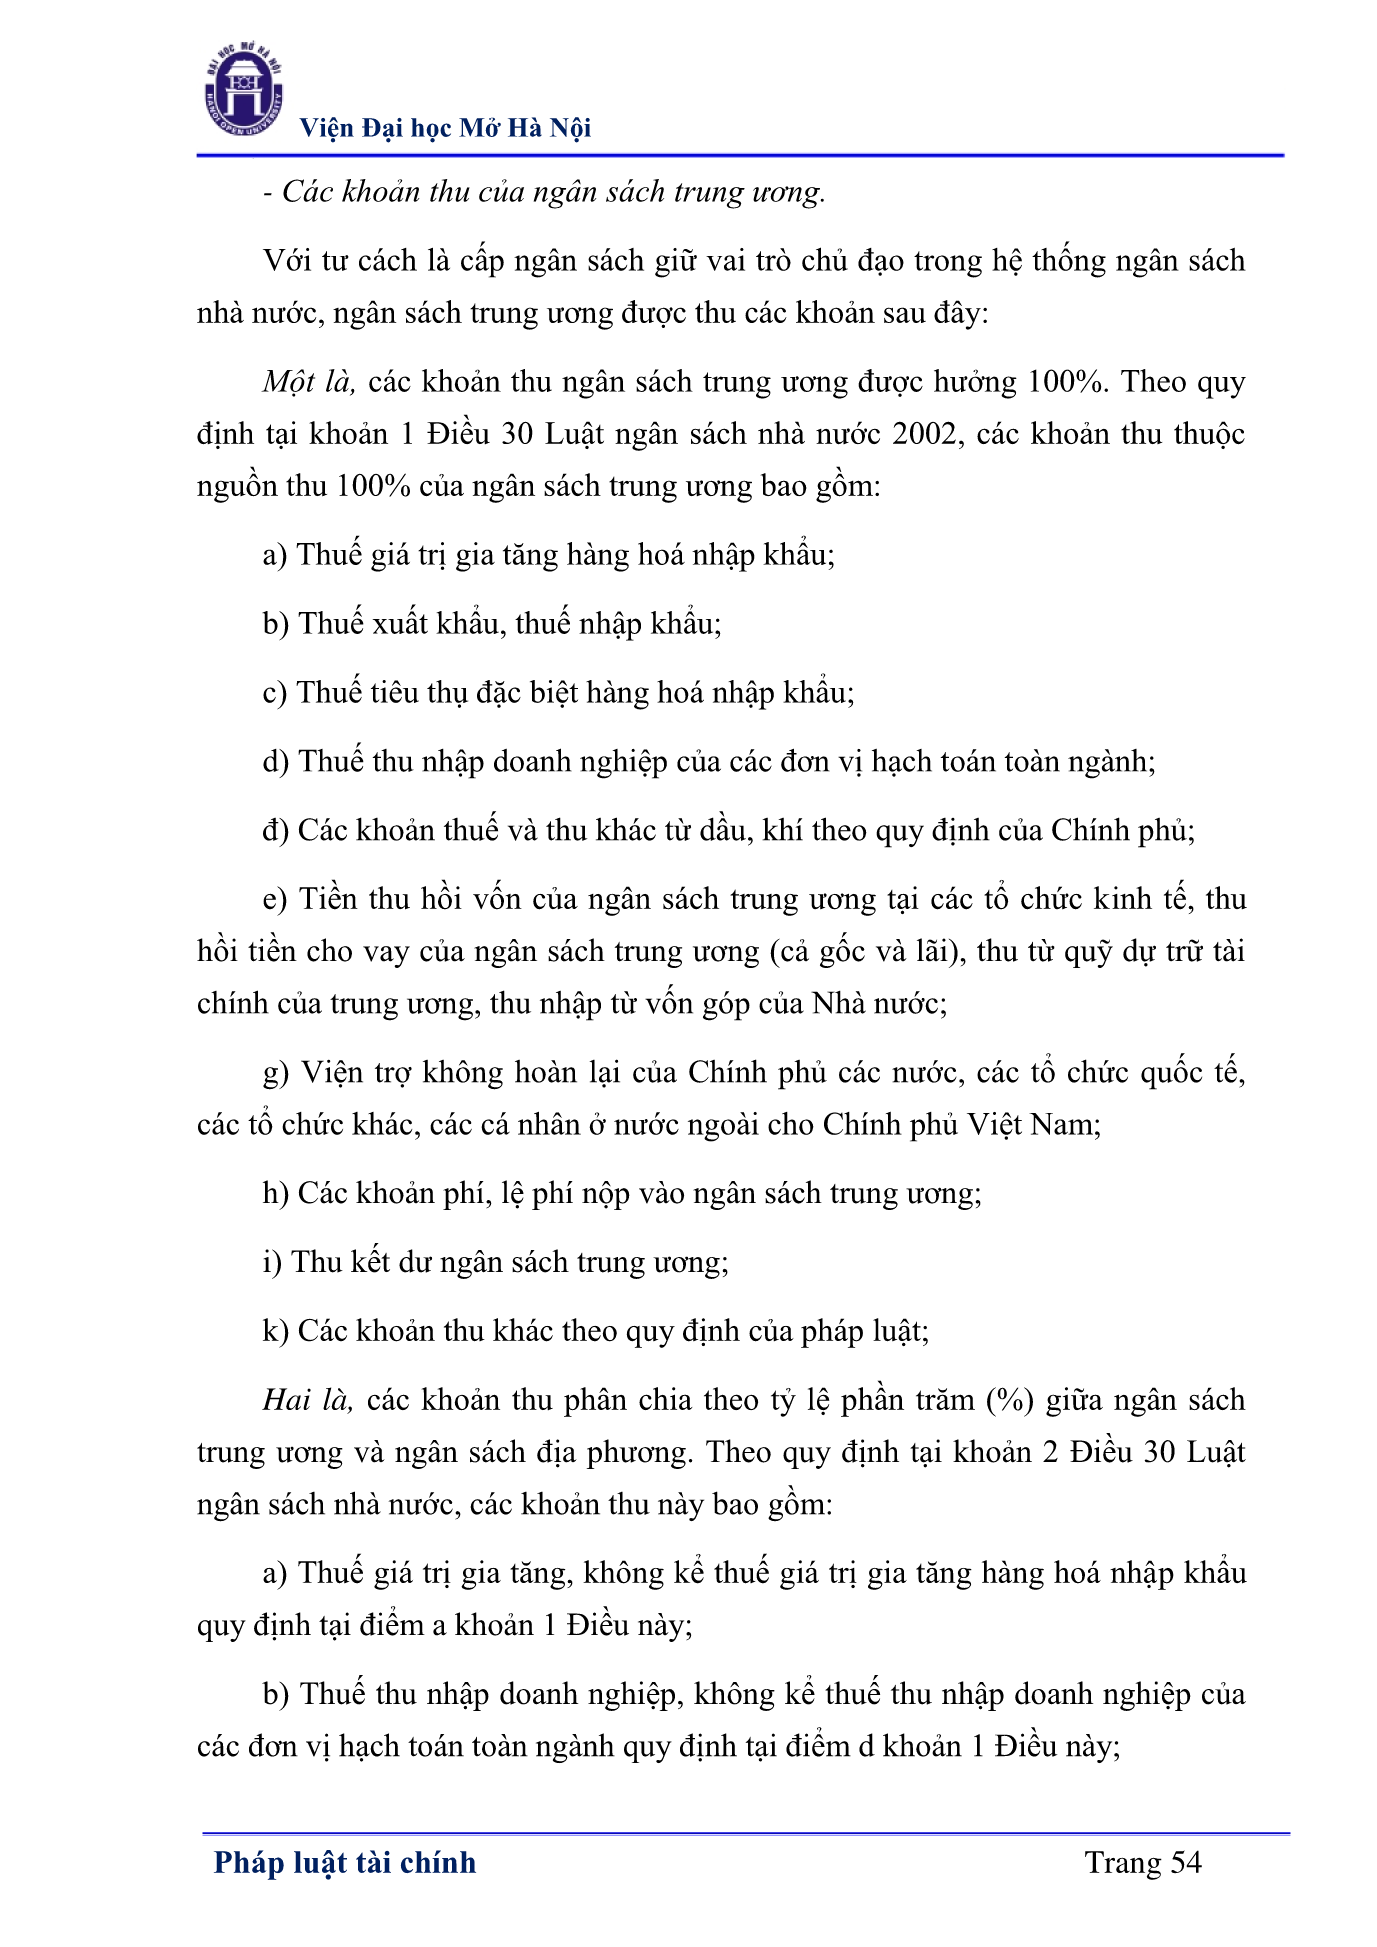 ĐẠI HỌC MỞ HÀ NỘI
HANOI OPEN UNIVERSITY
Viện Đại học Mở Hà Nội
- Các khoản thu của ngân sách trung ương.
Với tư cách là cấp ngân sách giữ vai trò chủ đạo trong hệ thống ngân sách
nhà nước, ngân sách trung ương được thu các khoản sau đây:
Một là, các khoản thu ngân sách trung ương được hưởng 100%. Theo quy
định tại khoản 1 Điều 30 Luật ngân sách nhà nước 2002, các khoản thu thuộc
nguồn thu 100% của ngân sách trung ương bao gồm:
a) Thuế giá trị gia tăng hàng hoá nhập khẩu;
b) Thuế xuất khẩu, thuế nhập khẩu;
c) Thuế tiêu thụ đặc biệt hàng hoá nhập khẩu;
d) Thuế thu nhập doanh nghiệp của các đơn vị hạch toán toàn ngành;
đ) Các khoản thuế và thu khác từ dầu, khí theo quy định của Chính phủ;
e) Tiền thu hồi vốn của ngân sách trung ương tại các tổ chức kinh tế, thu
hồi tiền cho vay của ngân sách trung ương (cả gốc và lãi), thu từ quỹ dự trữ tài
chính của trung ương, thu nhập từ vốn góp của Nhà nước;
g) Viện trợ không hoàn lại của Chính phủ các nước, các tổ chức quốc tế,
các tổ chức khác, các cá nhân ở nước ngoài cho Chính phủ Việt Nam;
h) Các khoản phí, lệ phí nộp vào ngân sách trung ương;
i) Thu kết dư ngân sách trung ương;
k) Các khoản thu khác theo quy định của pháp luật;
Hai là, các khoản thu phân chia theo tỷ lệ phần trăm (%) giữa ngân sách
trung ương và ngân sách địa phương. Theo quy định tại khoản 2 Điều 30 Luật
ngân sách nhà nước, các khoản thu này bao gồm:
a) Thuế giá trị gia tăng, không kể thuế giá trị gia tăng hàng hoá nhập khẩu
quy định tại điểm a khoản 1 Điều này;
b) Thuế thu nhập doanh nghiệp, không kể thuế thu nhập doanh nghiệp của
các đơn vị hạch toán toàn ngành quy định tại điểm d khoản 1 Điều này;
Pháp luật tài chính Trang 54